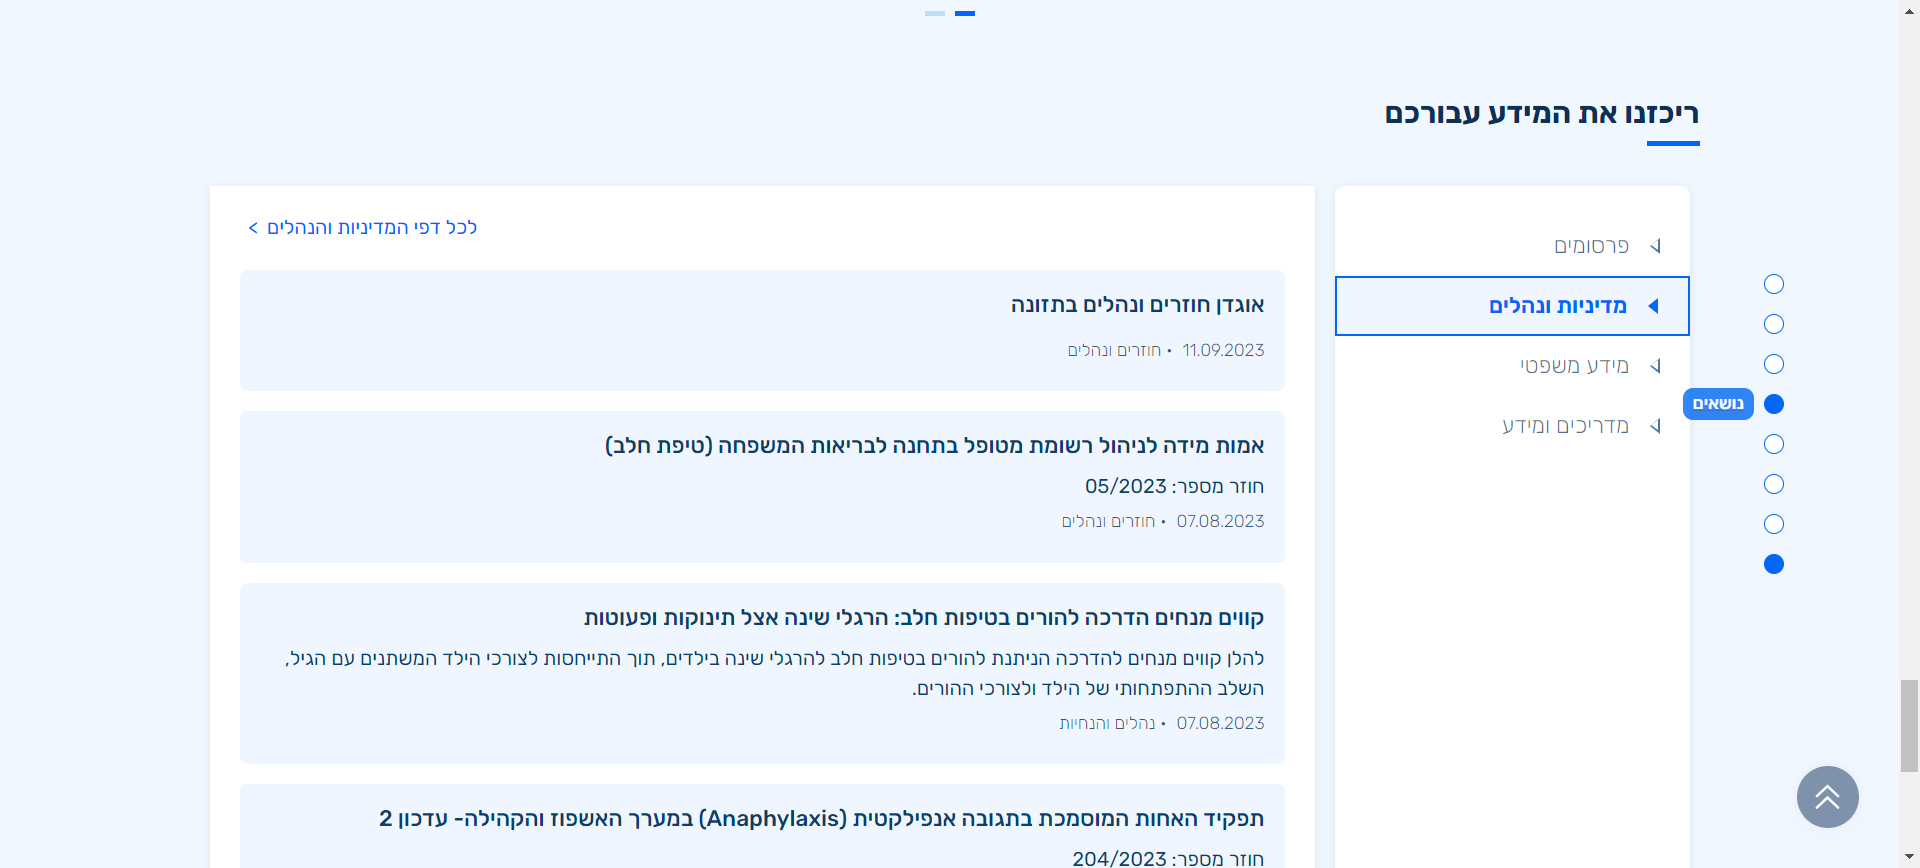 ריכזנו את המידע עבורכם
פרסומים
מדיניות ונהלים
מידע משפטי
מדריכים ומידע
נושאים
לכל דפי המדיניות והנהלים >
אוגדן חוזרים ונהלים בתזונה
11.09.2023 • חוזרים ונהלים
אמות מידה לניהול רשומת מטופל בתחנה לבריאות המשפחה (טיפת חלב)
חוזר מספר: 05/2023
07.08.2023 • חוזרים ונהלים
קווים מנחים הדרכה להורים בטיפות חלב: הרגלי שינה אצל תינוקות ופעוטות
להלן קווים מנחים להדרכה הניתנת להורים בטיפות חלב להרגלי שינה בילדים, תוך התייחסות לצורכי הילד המשתנים עם הגיל,
השלב ההתפתחותי של הילד ולצורכי ההורים.
07.08.2023 • נהלים והנחיות
תפקיד האחות המוסמכת בתגובה אנפילקטית (Anaphylaxis) במערך האשפוז והקהילה- עדכון 2
חוזר מספר: 204/2023